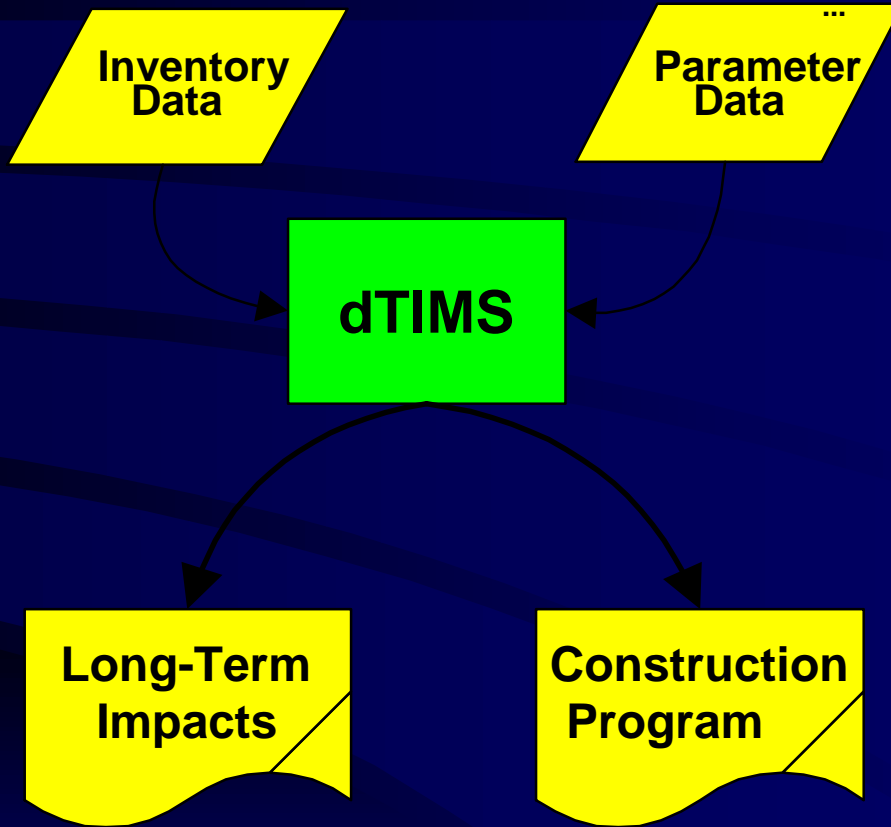 ...
Inventory
Data
Parameter
Data
dTIMS
Long-Term
Impacts
Construction
Program